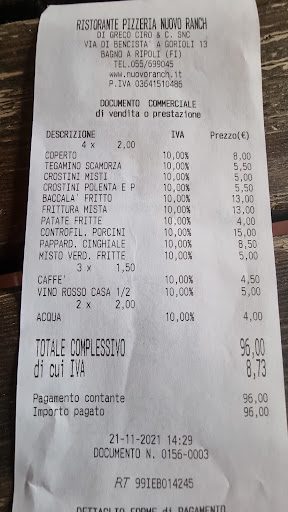 RISTORANTE PIZZERIA NUOVO RANCH
DI GRECO CIRO & C. SNC
VIA DI BENCISTA' A GORIOLI 13
BAGNO A RIPOLI (FI)
TEL.055/699045
www.nuovoranch.it
P.IVA 03641510486
DOCUMENTO COMMERCIALE
di vendita o prestazione
DESCRIZIONE IVA Prezzo(€)
4 x 2,00
COPERTO 10,00% 8,00
TEGAMINO SCAMORZA 10,00% 5,50
CROSTINI MISTI 10,00% 5,00
CROSTINI POLENTA E P 10,00% 5,50
BACCALA' FRITTO 10,00% 13,00
FRITTURA MISTA 10,00% 13,00
PATATE FRITTE 10,00% 4,00
CONTROFIL. PORCINI 10,00% 15,00
PAPPARD. CINGHIALE 10,00% 8,50
MISTO VERD. FRITTE 10,00% 5,00
3 x 1,50
CAFFE' 10,00% 4,50
VINO ROSSO CASA 1/2 10,00% 5,00
2 x 2,00
ACQUA 10,00% 4,00
TOTALE COMPLESSIVO 96,00
di cui IVA 8,73
Pagamento contante 96,00
Importo pagato 96,00
21-11-2021 14:29
DOCUMENTO N. 0156-0003
RT 99IEB014245
DETTAGLIO FORME di PAGAMENTO